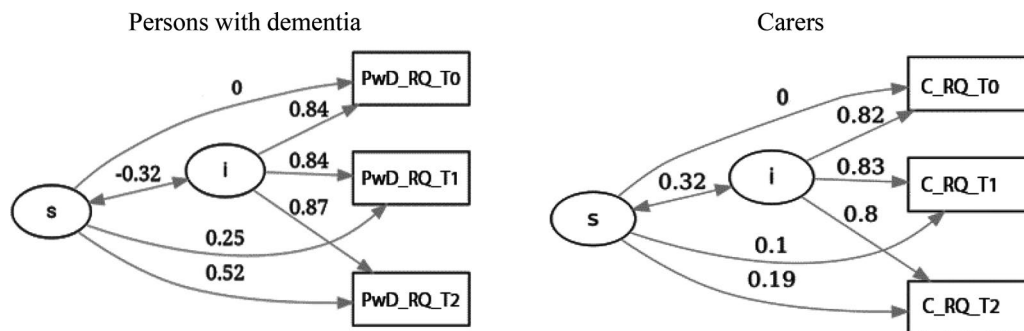 Persons with dementia
0
PwD_RQ_T0
0.84
-0.32
i
0.84
PwD_RQ_T1
s
0.87
0.25
0.52
PwD_RQ_T2
Carers
0
C_RQ_T0
0.82
0.32
i
0.83
C_RQ_T1
s
0.8
0.1
0.19
C_RQ_T2